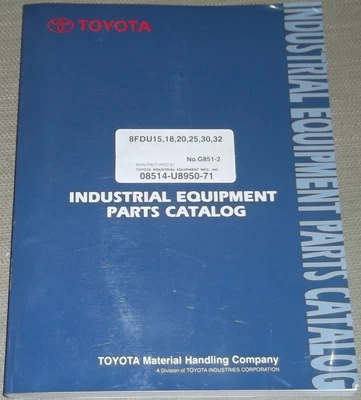 TOYOTA
8FDU15,18,20,25,30,32
No.G851-2
MANUFACTURED BY
TOYOTA INDUSTRIAL EQUIPMENT MFG., INC
08514-U8950-71
INDUSTRIAL EQUIPMENT
PARTS CATALOG
TOYOTA Material Handling Company
A Division of TOYOTA INDUSTRIES CORPORATION
INDUSTRIAL EQUIPMENT PARTS CATALOG